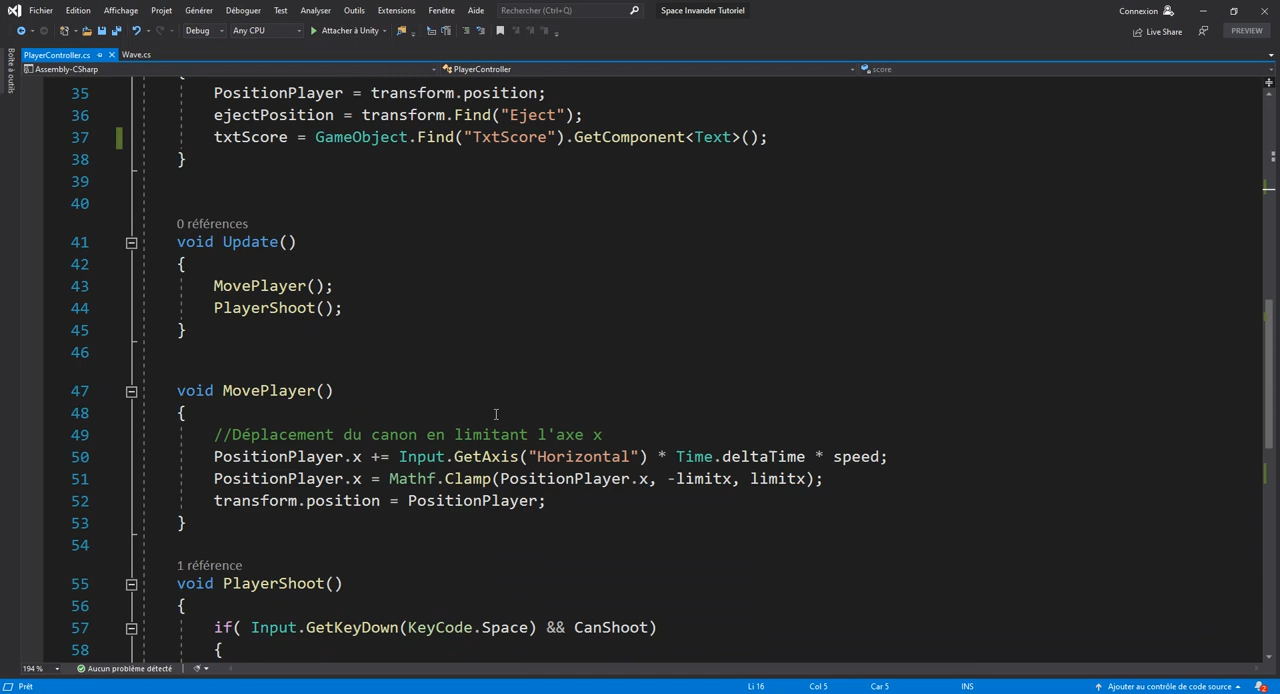 Fichier Edition Affichage Projet Générer Déboguer Test Analyser Outils Extensions Fenêtre Aide Rechercher (Ctrl+Q) Space Invander Tutoriel Connexion
Debug Any CPU Attacher à Unity Live Share PREVIEW
Boîte à outils
PlayerController.cs Wave.cs
Assembly-CSharp PlayerController score
35 PositionPlayer = transform.position;
36 ejectPosition = transform.Find("Eject");
37 txtScore = GameObject.Find("TxtScore").GetComponent<Text>();
38 }
39
40
0 références
41 void Update()
42 {
43 MovePlayer();
44 PlayerShoot();
45 }
46
47 void MovePlayer()
48 {
49 //Déplacement du canon en limitant l'axe x
50 PositionPlayer.x += Input.GetAxis("Horizontal") * Time.deltaTime * speed;
51 PositionPlayer.x = Mathf.Clamp(PositionPlayer.x, -limitx, limitx);
52 transform.position = PositionPlayer;
53 }
54
1 référence
55 void PlayerShoot()
56 {
57 if( Input.GetKeyDown(KeyCode.Space) && CanShoot)
58 {
194 % Aucun problème détecté
Prêt Li 16 Col 5 Car 5 INS Ajouter au contrôle de code source 2